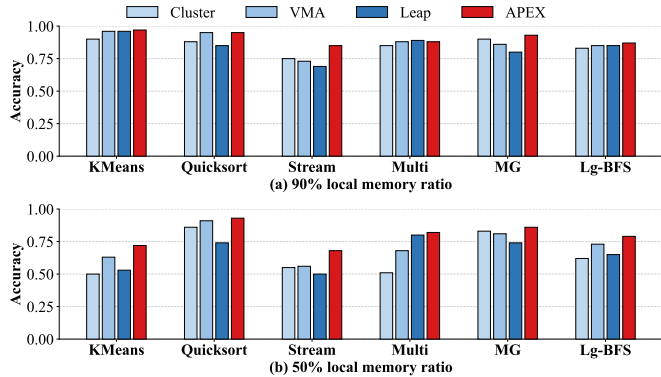 Cluster VMA Leap APEX
1.00
0.75
0.50
0.25
0.00
Accuracy
KMeans Quicksort Stream Multi MG Lg-BFS
(a) 90% local memory ratio
1.00
0.75
0.50
0.25
0.00
Accuracy
KMeans Quicksort Stream Multi MG Lg-BFS
(b) 50% local memory ratio